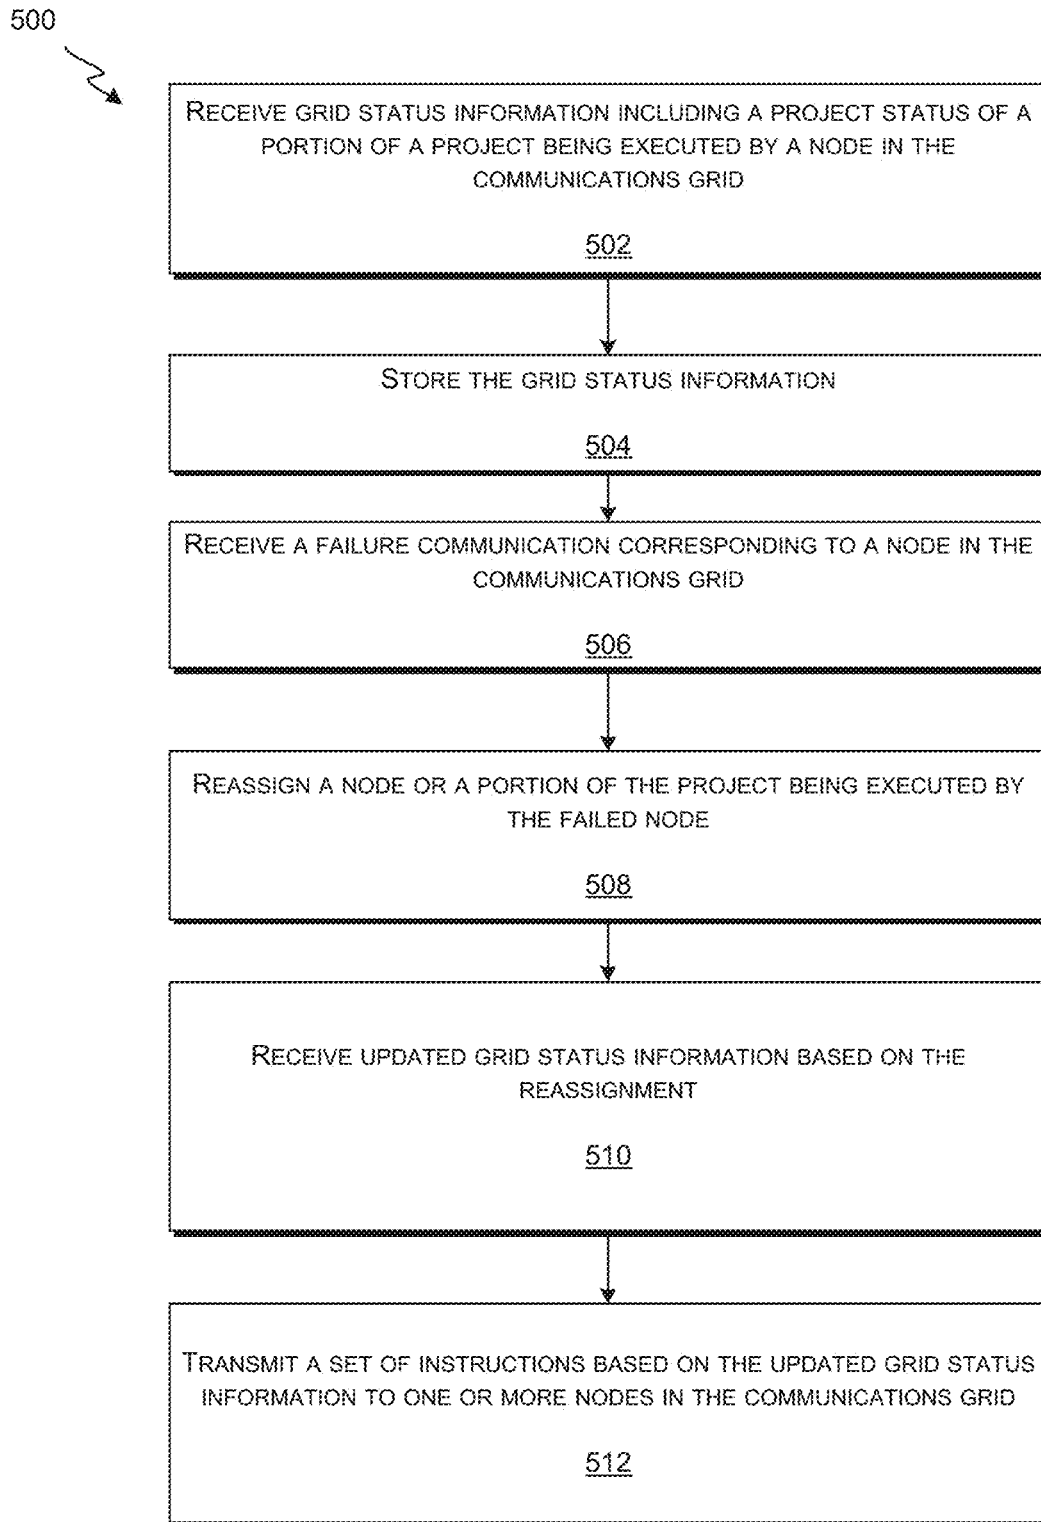 500
RECEIVE GRID STATUS INFORMATION INCLUDING A PROJECT STATUS OF A
PORTION OF A PROJECT BEING EXECUTED BY A NODE IN THE
COMMUNICATIONS GRID
502
STORE THE GRID STATUS INFORMATION
504
RECEIVE A FAILURE COMMUNICATION CORRESPONDING TO A NODE IN THE
COMMUNICATIONS GRID
506
REASSIGN A NODE OR A PORTION OF THE PROJECT BEING EXECUTED BY
THE FAILED NODE
508
RECEIVE UPDATED GRID STATUS INFORMATION BASED ON THE
REASSIGNMENT
510
TRANSMIT A SET OF INSTRUCTIONS BASED ON THE UPDATED GRID STATUS
INFORMATION TO ONE OR MORE NODES IN THE COMMUNICATIONS GRID
512